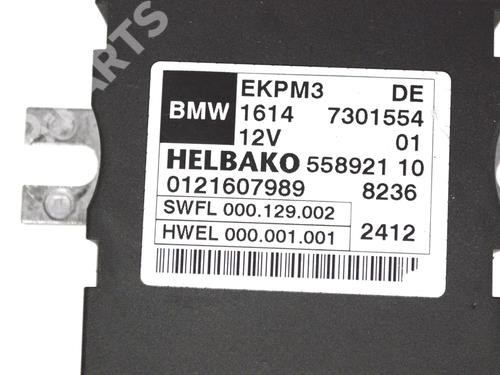 PARTS
BMW
EKPM3 DE
1614 7301554
12V 01
HELBAKO 558921 10
0121607989 8236
SWFL 000.129.002
HWEL 000.001.001 2412